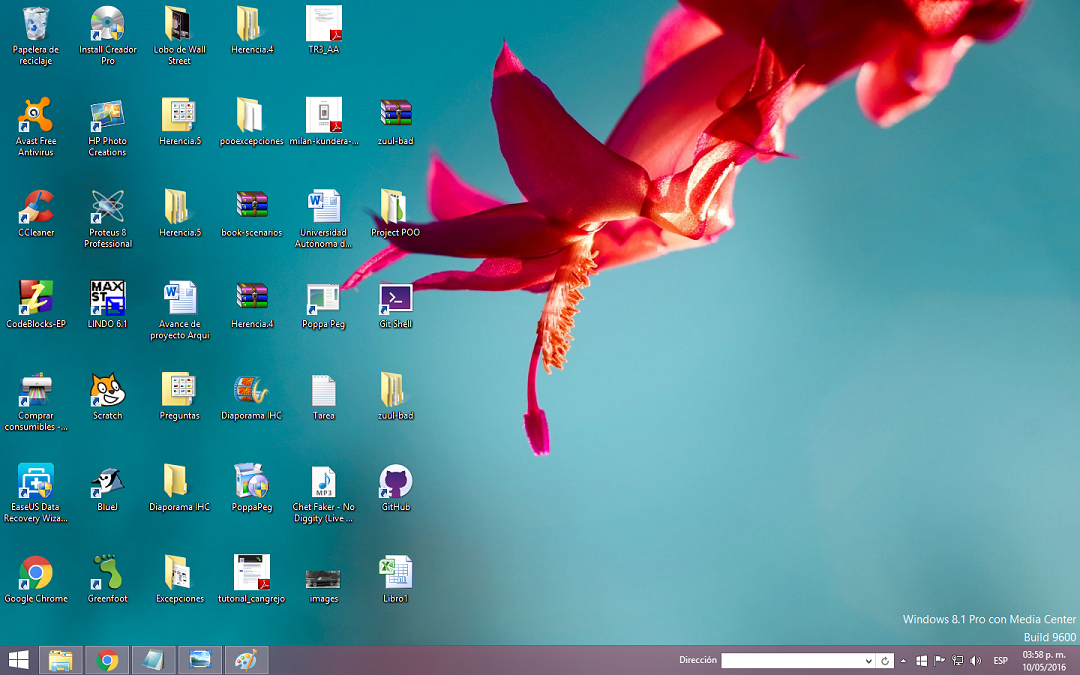 Papelera de
reciclaje
Install Creador
Pro
Lobo de Wall
Street
Herencia.4
TR3_AA
Avast Free
Antivirus
HP Photo
Creations
Herencia.5
pooexcepciones
milan-kundera-...
zuul-bad
CCleaner
Proteus 8
Professional
Herencia.5
book-scenarios
Universidad
Autónoma d...
Project POO
CodeBlocks-EP
MAX
ST
LINDO 6.1
Avance de
proyecto Arqui
Herencia.4
Poppa Peg
Git Shell
Comprar
consumibles -...
Scratch
Preguntas
Diaporama IHC
Tarea
zuul-bad
EaseUS Data
Recovery Wiza...
BlueJ
Diaporama IHC
PoppaPeg
MP3
Chet Faker - No
Diggity (Live ...
GitHub
Google Chrome
Greenfoot
Excepciones
tutorial_cangrejo
images
Libro1
Windows 8.1 Pro con Media Center
Build 9600
Dirección
ESP
03:58 p. m.
10/05/2016